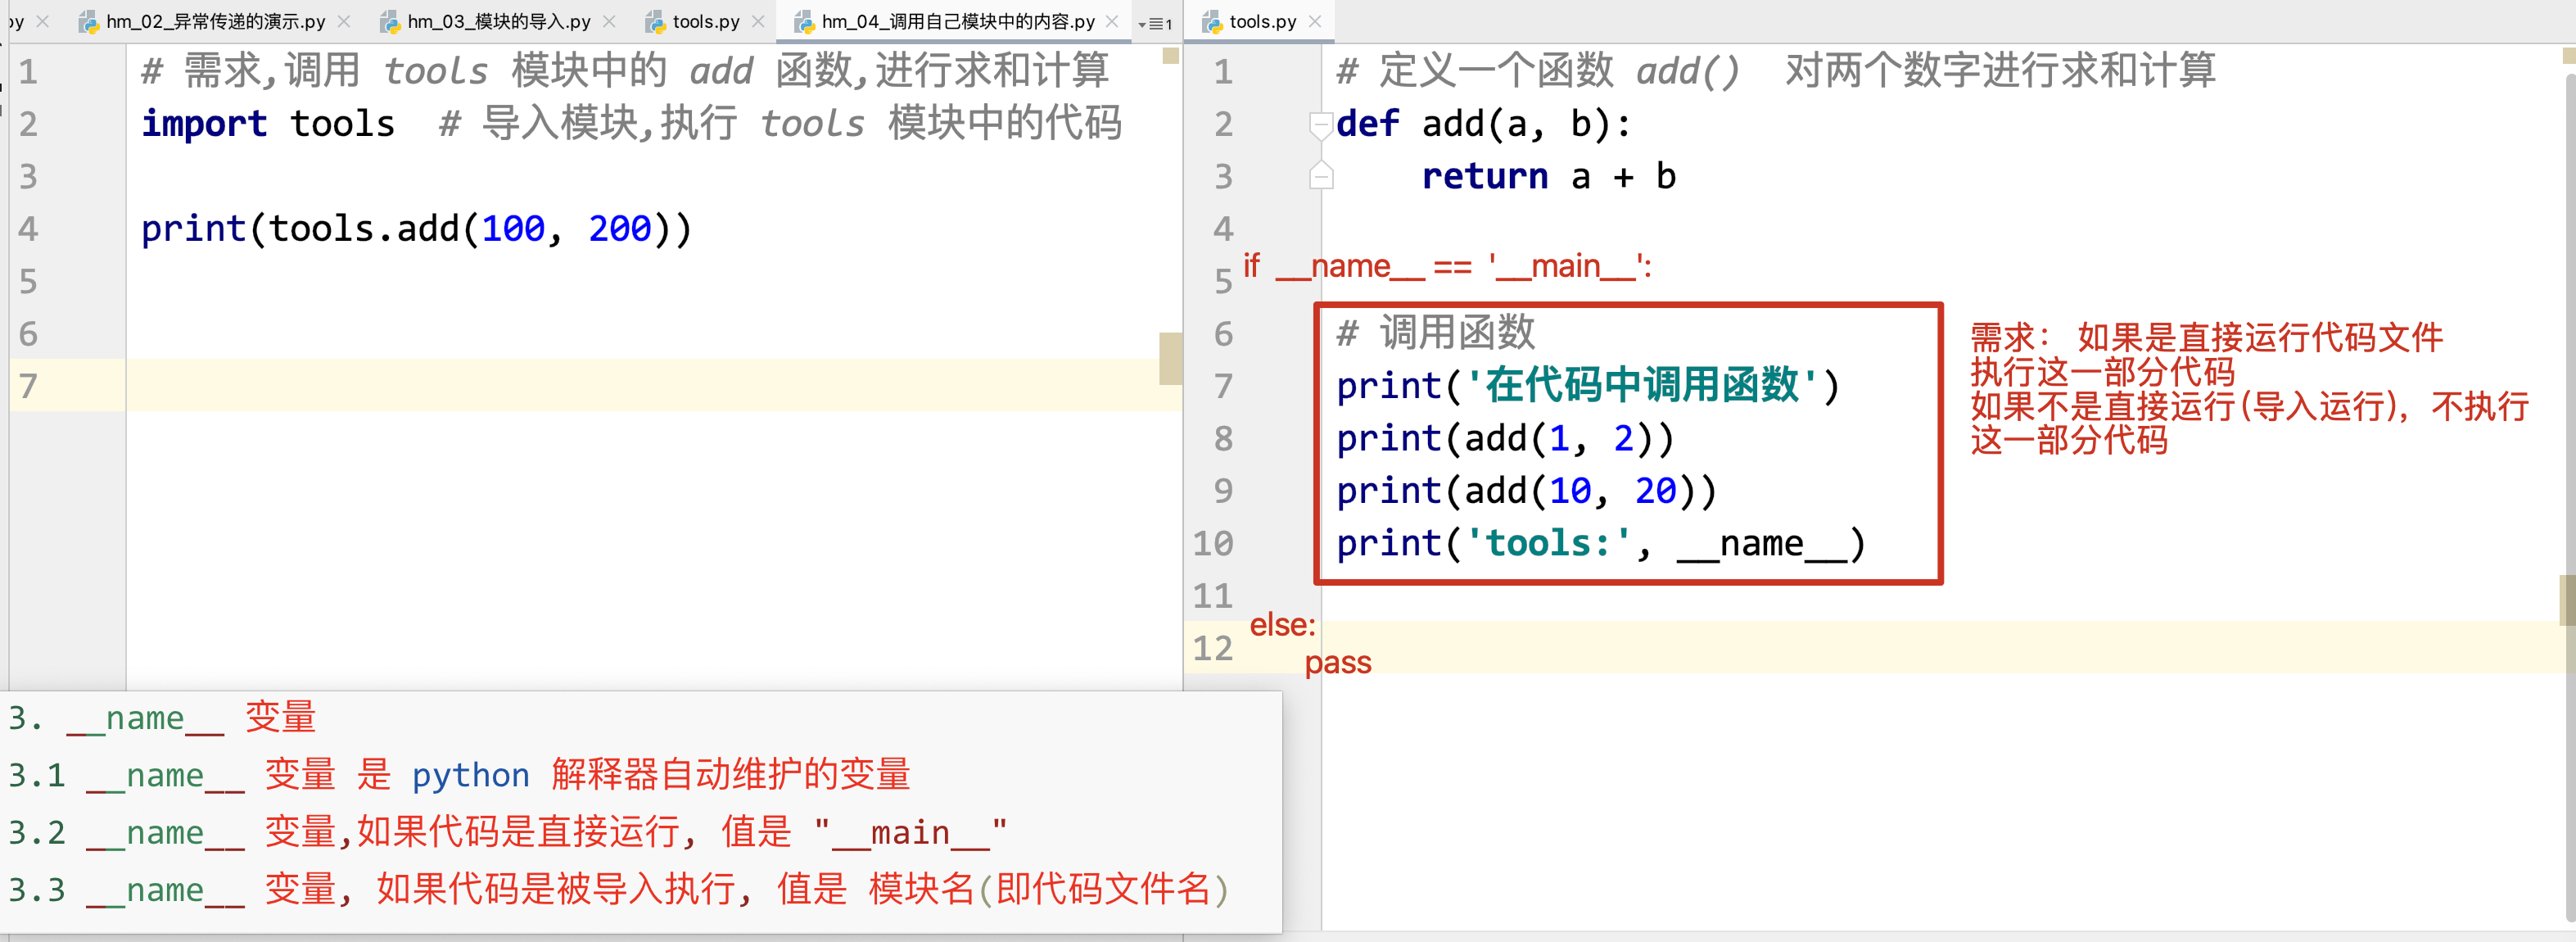 py
hm_02_异常传递的演示.py
hm_03_模块的导入.py
tools.py
hm_04_调用自己模块中的内容.py
1
1 # 需求,调用 tools 模块中的 add 函数,进行求和计算
2 import tools # 导入模块,执行 tools 模块中的代码
3
4 print(tools.add(100, 200))
5
6
7
tools.py
1 # 定义一个函数 add() 对两个数字进行求和计算
2 def add(a, b):
3 return a + b
4
if __name__ == '__main__':
5
6 # 调用函数
7 print('在代码中调用函数')
8 print(add(1, 2))
9 print(add(10, 20))
10 print('tools:', __name__)
11
else:
12
pass
需求： 如果是直接运行代码文件
执行这一部分代码
如果不是直接运行(导入运行)，不执行
这一部分代码
3. __name__ 变量
3.1 __name__ 变量 是 python 解释器自动维护的变量
3.2 __name__ 变量,如果代码是直接运行, 值是 "__main__"
3.3 __name__ 变量, 如果代码是被导入执行, 值是 模块名(即代码文件名)